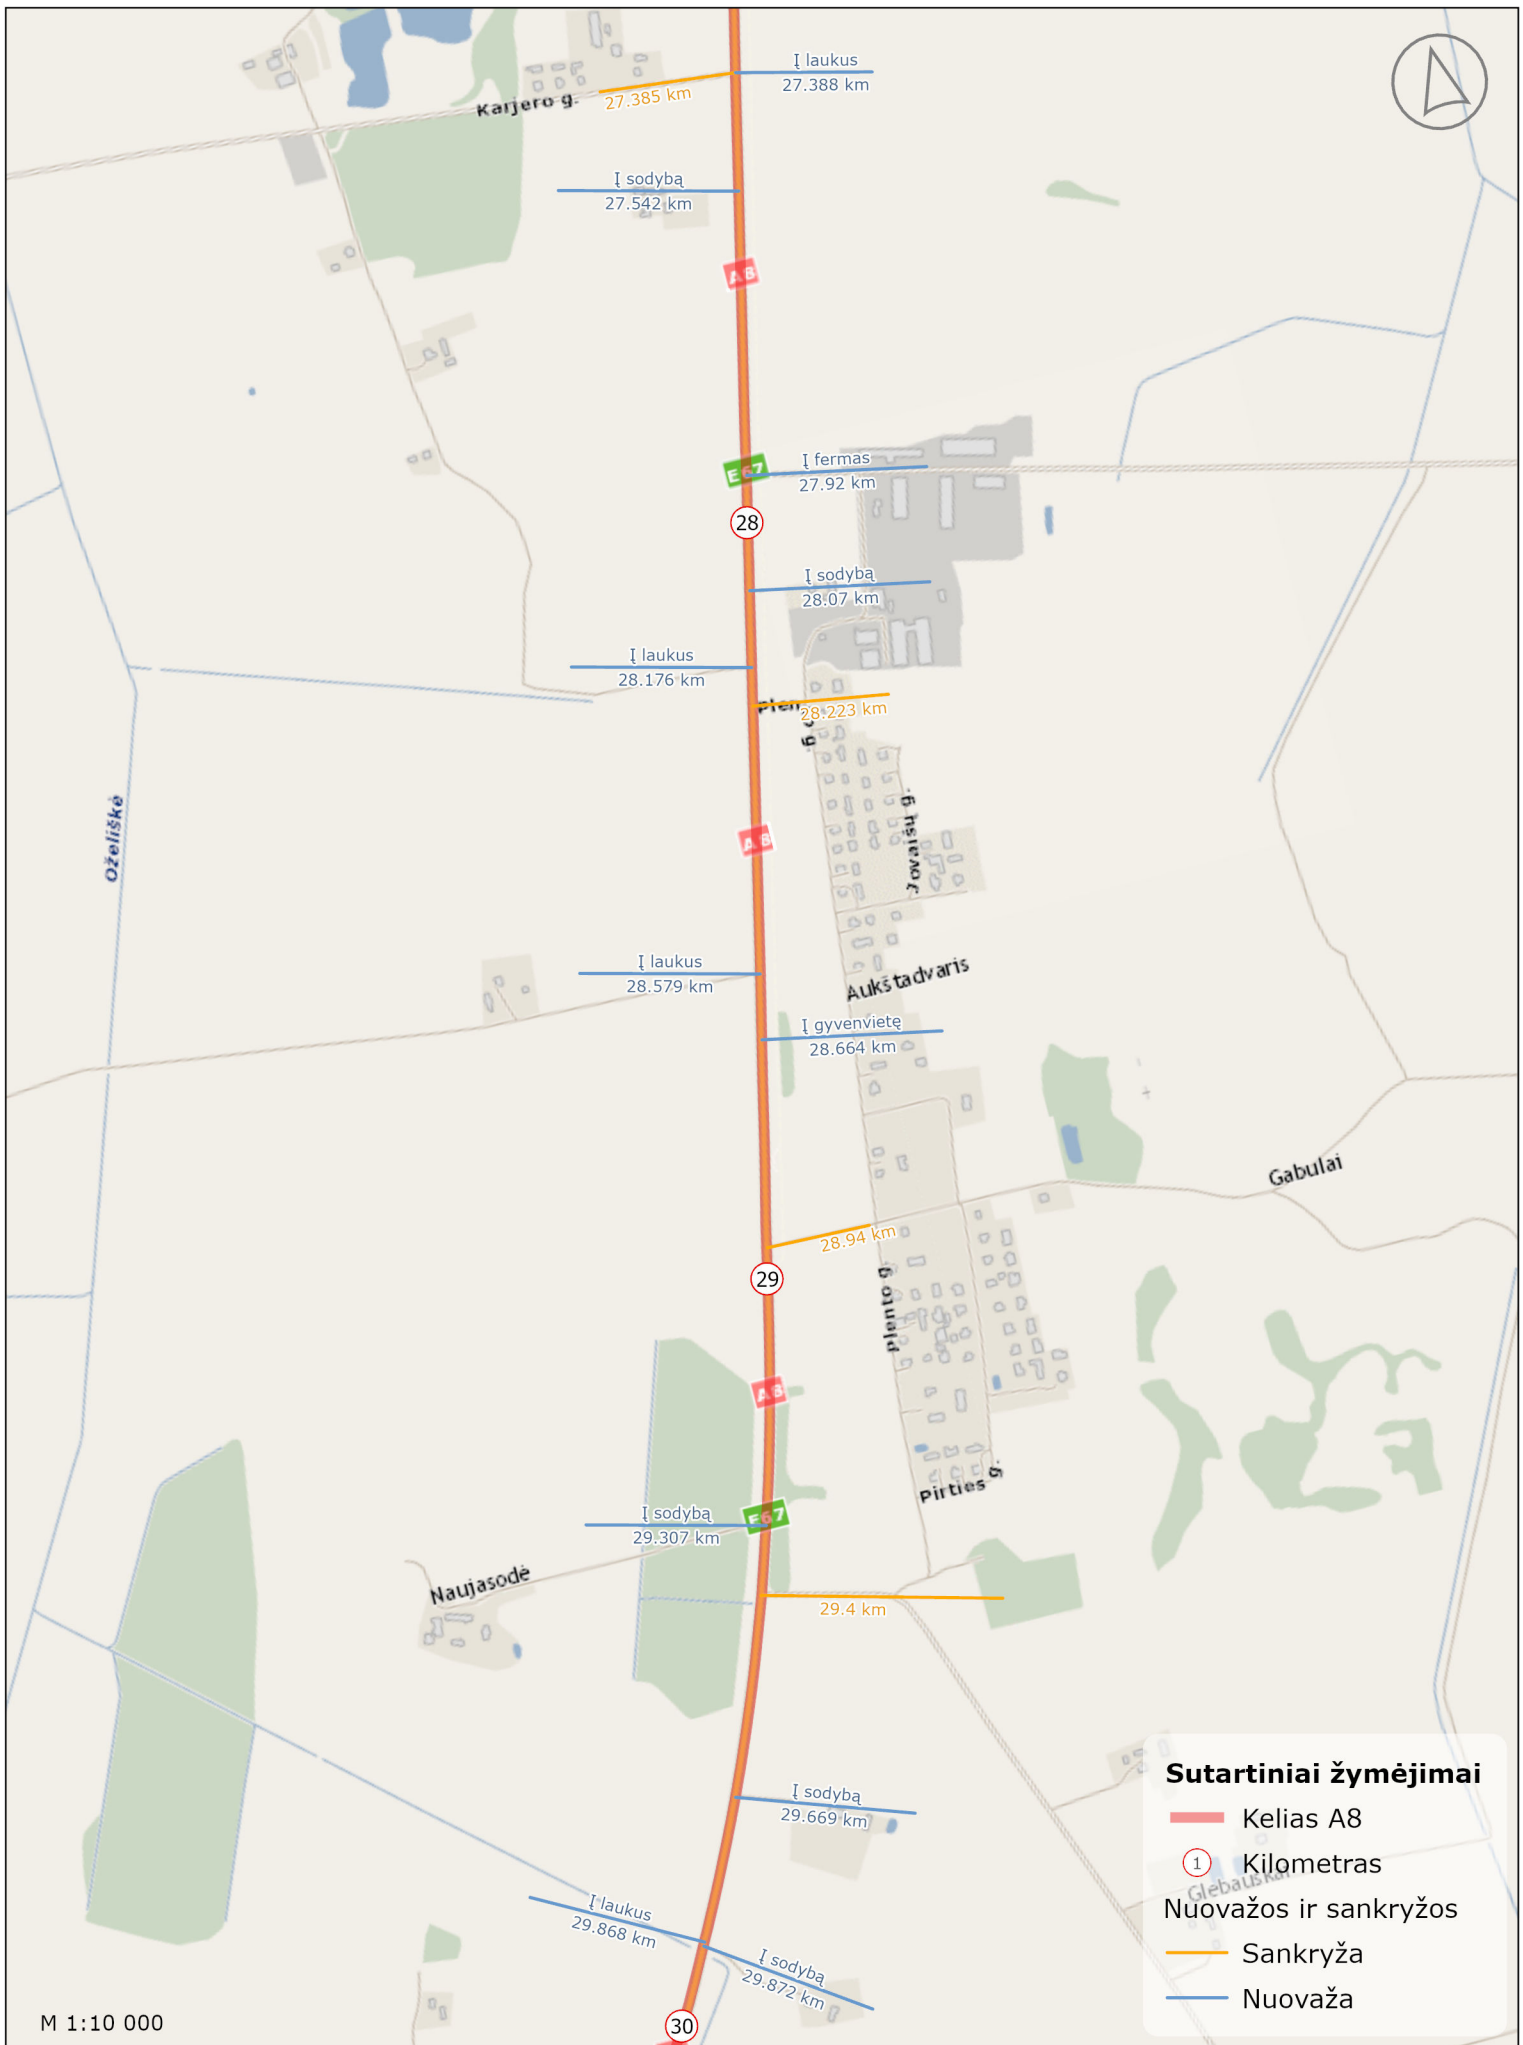 Į laukus
27.388 km
Karjero g.
27.385 km
Į sodybą
27.542 km
A8
Į fermas
27.92 km
E67
28
Į sodybą
28.07 km
Į laukus
28.176 km
28.223 km
Jovarish g.
A8
Oželiškė
Į laukus
28.579 km
Aukštadvaris
Į gyvenvietę
28.664 km
Gabulai
28.94 km
29
Plento g.
A8
Pirties g.
Į sodybą
29.307 km
E67
Naujasodė
29.4 km
Į sodybą
29.669 km
Į laukus
29.868 km
Į sodybą
29.872 km
30
M 1:10 000
Sutartiniai žymėjimai
Kelias A8
1
Kilometras
Glebauskai
Nuovažos ir sankryžos
Sankryža
Nuovaža